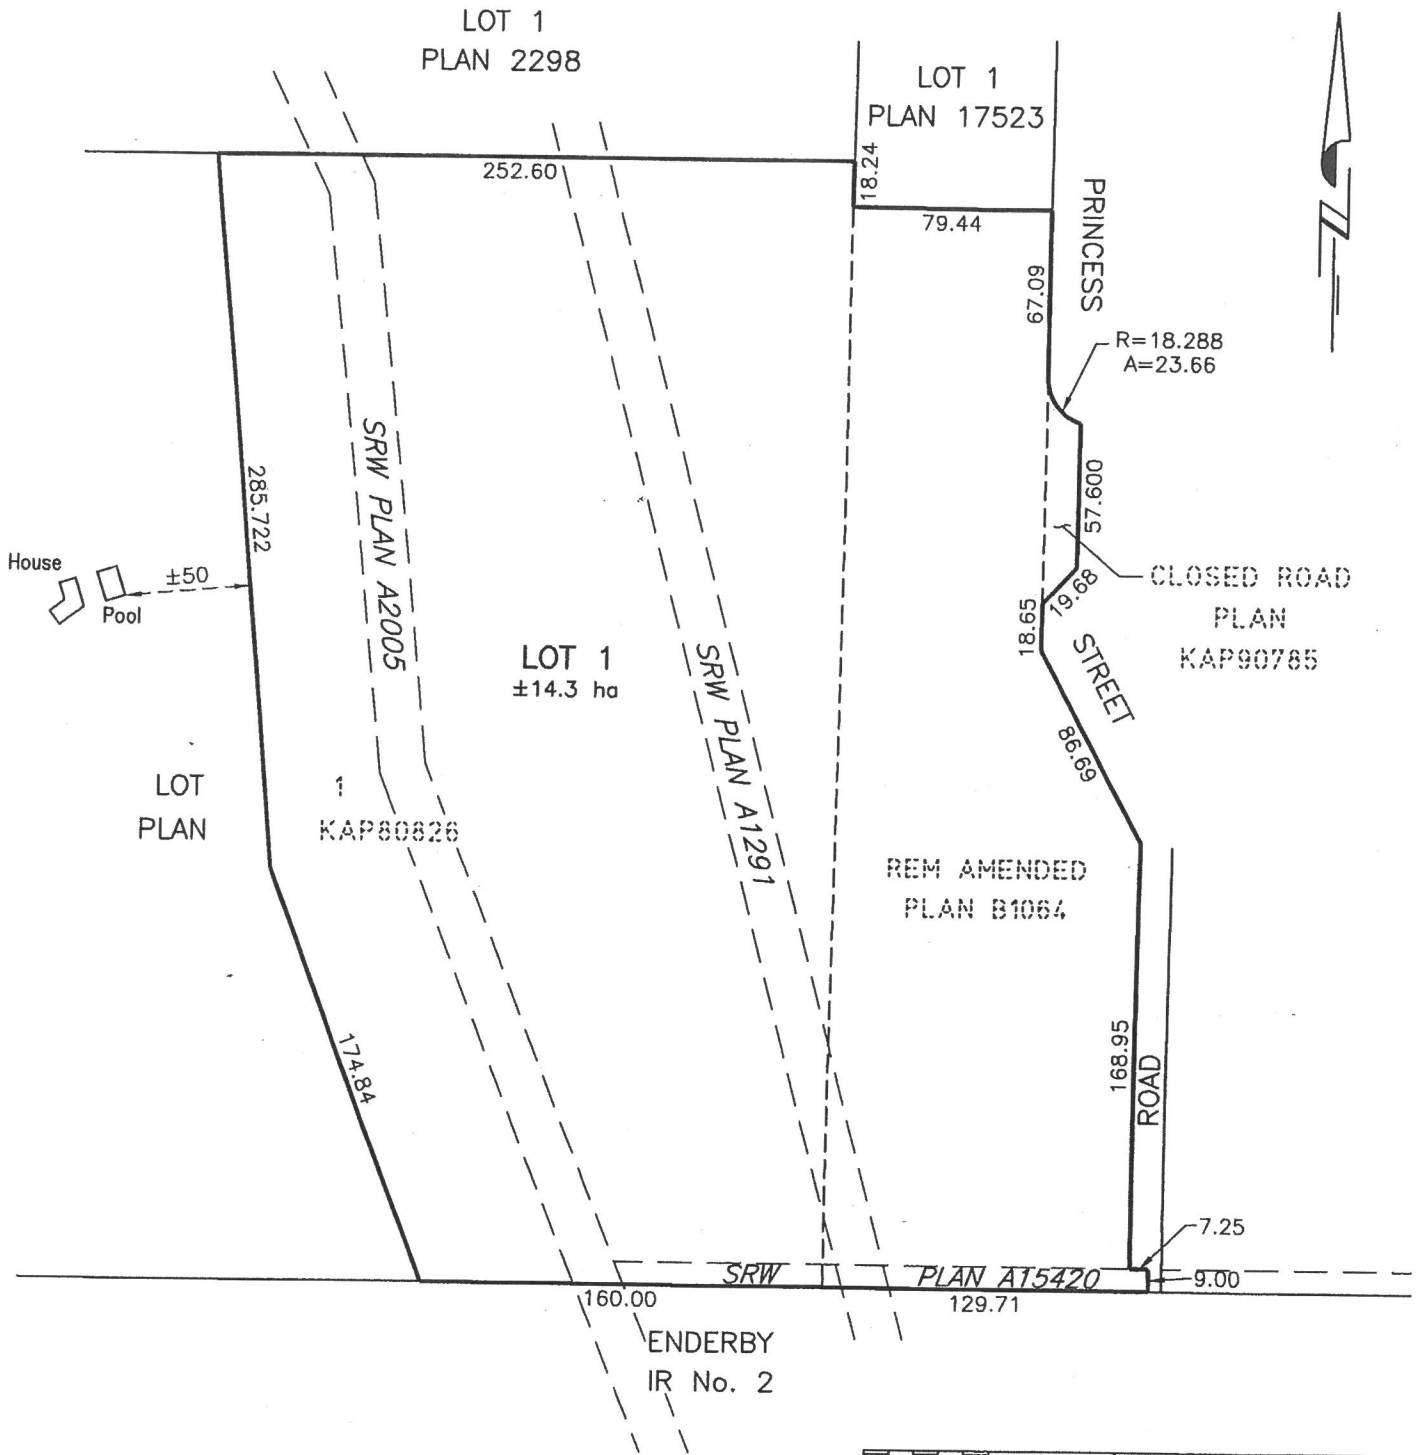 LOT 1
PLAN 2298
LOT 1
PLAN 17523
252.60
18.24
79.44
PRINCESS
67.09
R=18.288
A=23.66
285.722
SRW PLAN A2005
57.600
House
±50
Pool
CLOSED ROAD
PLAN
KAP90785
19.68
18.65
STREET
LOT 1
±14.3 ha
SRW PLAN A1291
86.69
LOT 1
PLAN KAP80826
REM AMENDED
PLAN B1064
174.84
168.95
ROAD
7.25
SRW PLAN A15420
9.00
160.00
129.71
ENDERBY
IR No. 2